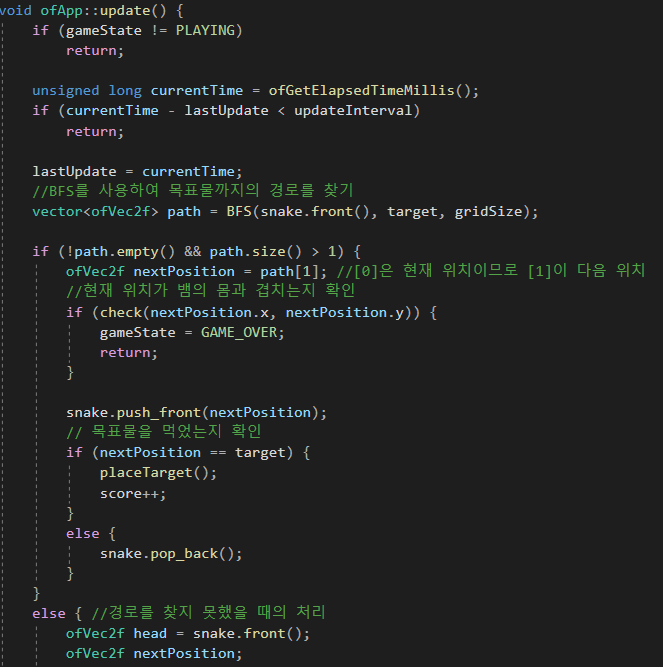 void ofApp::update() {
    if (gameState != PLAYING)
        return;

    unsigned long currentTime = ofGetElapsedTimeMillis();
    if (currentTime - lastUpdate < updateInterval)
        return;

    lastUpdate = currentTime;
    //BFS를 사용하여 목표물까지의 경로를 찾기
    vector<ofVec2f> path = BFS(snake.front(), target, gridSize);

    if (!path.empty() && path.size() > 1) {
        ofVec2f nextPosition = path[1]; //[0]은 현재 위치이므로 [1]이 다음 위치
        //현재 위치가 뱀의 몸과 겹치는지 확인
        if (check(nextPosition.x, nextPosition.y)) {
            gameState = GAME_OVER;
            return;
        }

        snake.push_front(nextPosition);
        // 목표물을 먹었는지 확인
        if (nextPosition == target) {
            placeTarget();
            score++;
        }
        else {
            snake.pop_back();
        }
    }
    else { //경로를 찾지 못했을 때의 처리
        ofVec2f head = snake.front();
        ofVec2f nextPosition;